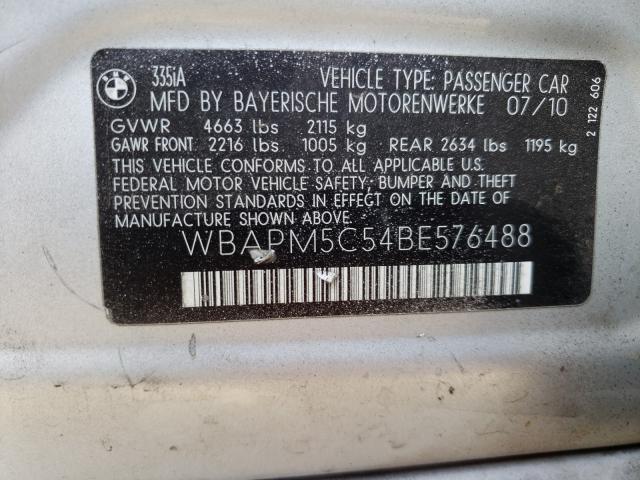 BMW
335iA
VEHICLE TYPE: PASSENGER CAR
MFD BY BAYERISCHE MOTORENWERKE 07/10
GVWR 4663 lbs 2115 kg
GAWR FRONT 2216 lbs. 1005 kg REAR 2634 lbs 1195 kg
THIS VEHICLE CONFORMS TO ALL APPLICABLE U.S.
FEDERAL MOTOR VEHICLE SAFETY, BUMPER AND THEFT
PREVENTION STANDARDS IN EFFECT ON THE DATE OF
MANUFACTURE SHOWN ABOVE.
WBAPM5C54BE576488
2 122 606